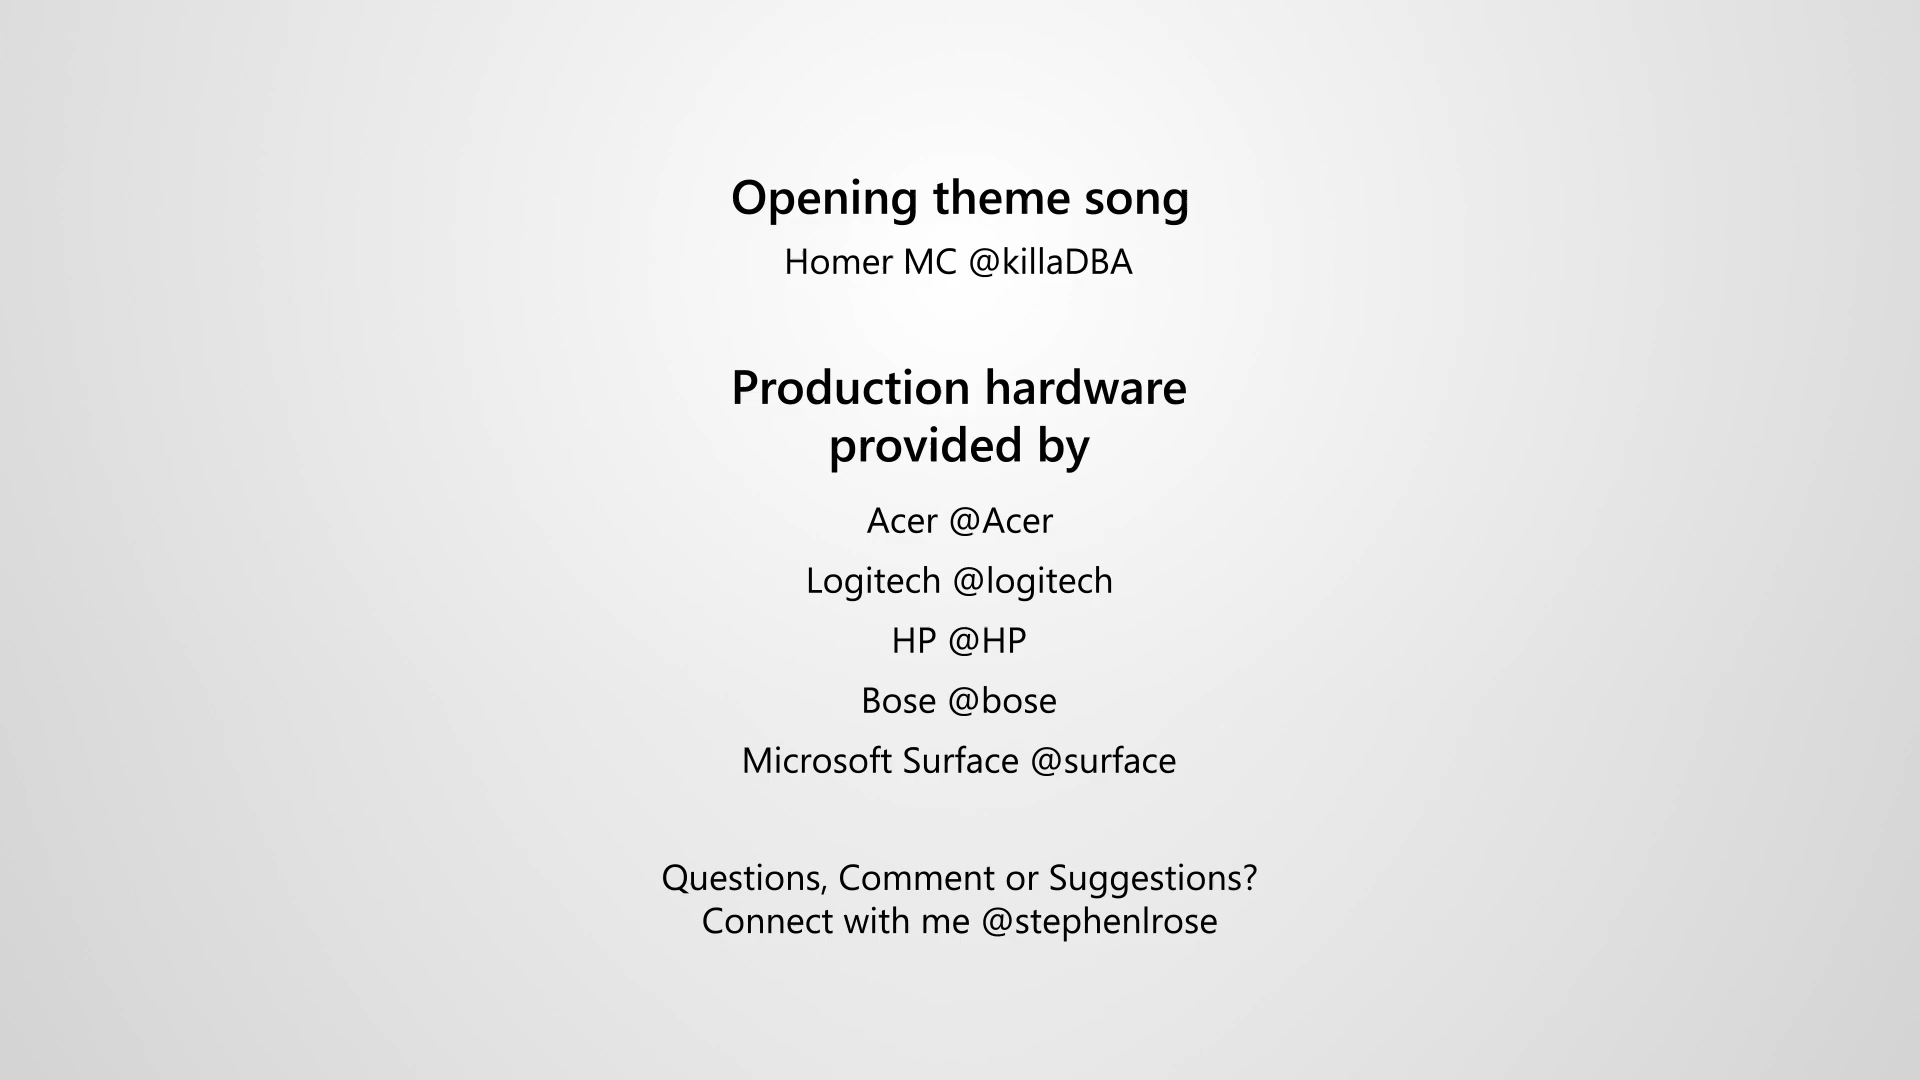 Opening theme song
Homer MC @killaDBA
Production hardware
provided by
Acer @Acer
Logitech @logitech
HP @HP
Bose @bose
Microsoft Surface @surface
Questions, Comment or Suggestions?
Connect with me @stephenlrose